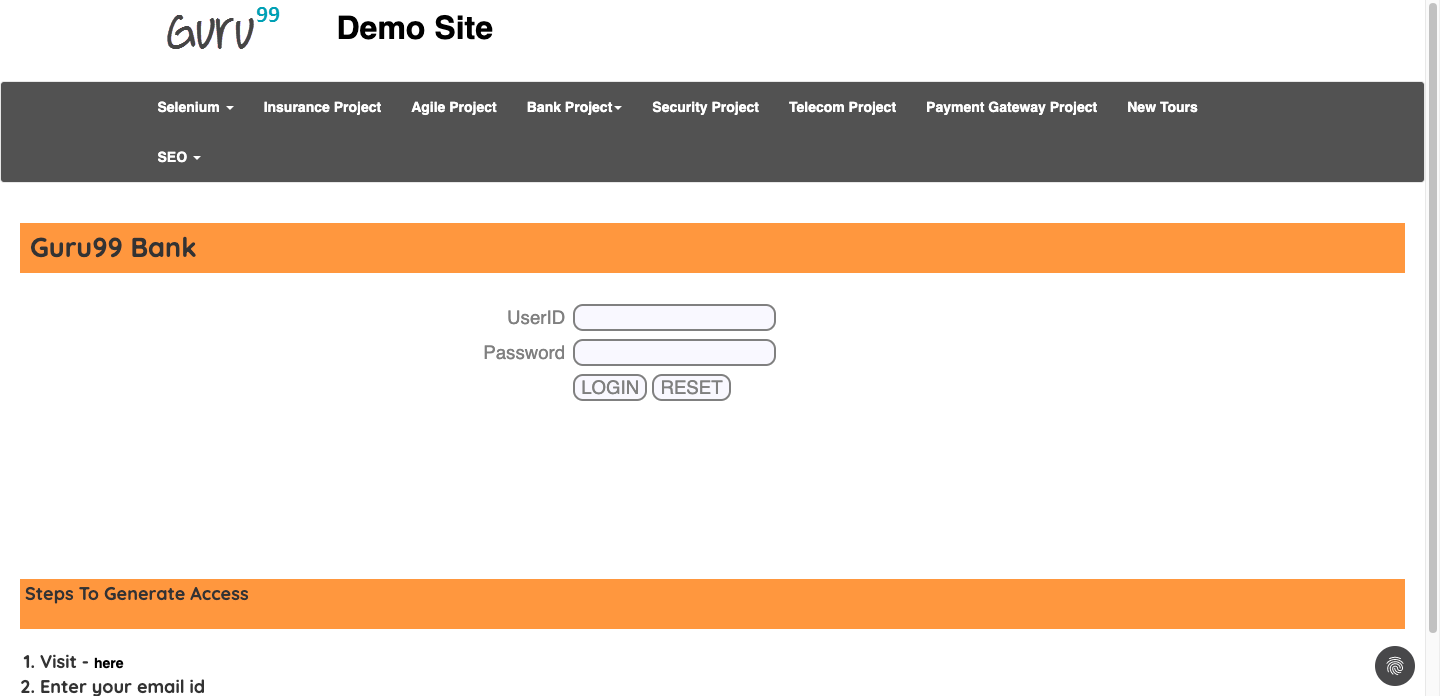 Guru99 Demo Site
Selenium Insurance Project Agile Project Bank Project Security Project Telecom Project Payment Gateway Project New Tours
SEO
Guru99 Bank
UserID
Password
LOGIN RESET
Steps To Generate Access
1. Visit - here
2. Enter your email id